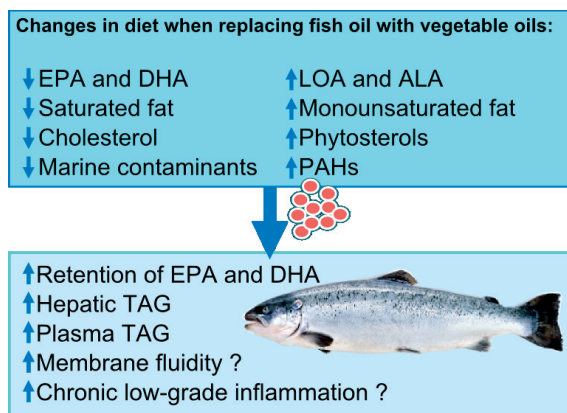 Changes in diet when replacing fish oil with vegetable oils:
↓EPA and DHA
↓Saturated fat
↓Cholesterol
↓Marine contaminants
↑LOA and ALA
↑Monounsaturated fat
↑Phytosterols
↑PAHs
↑Retention of EPA and DHA
↑Hepatic TAG
↑Plasma TAG
↑Membrane fluidity ?
↑Chronic low-grade inflammation ?